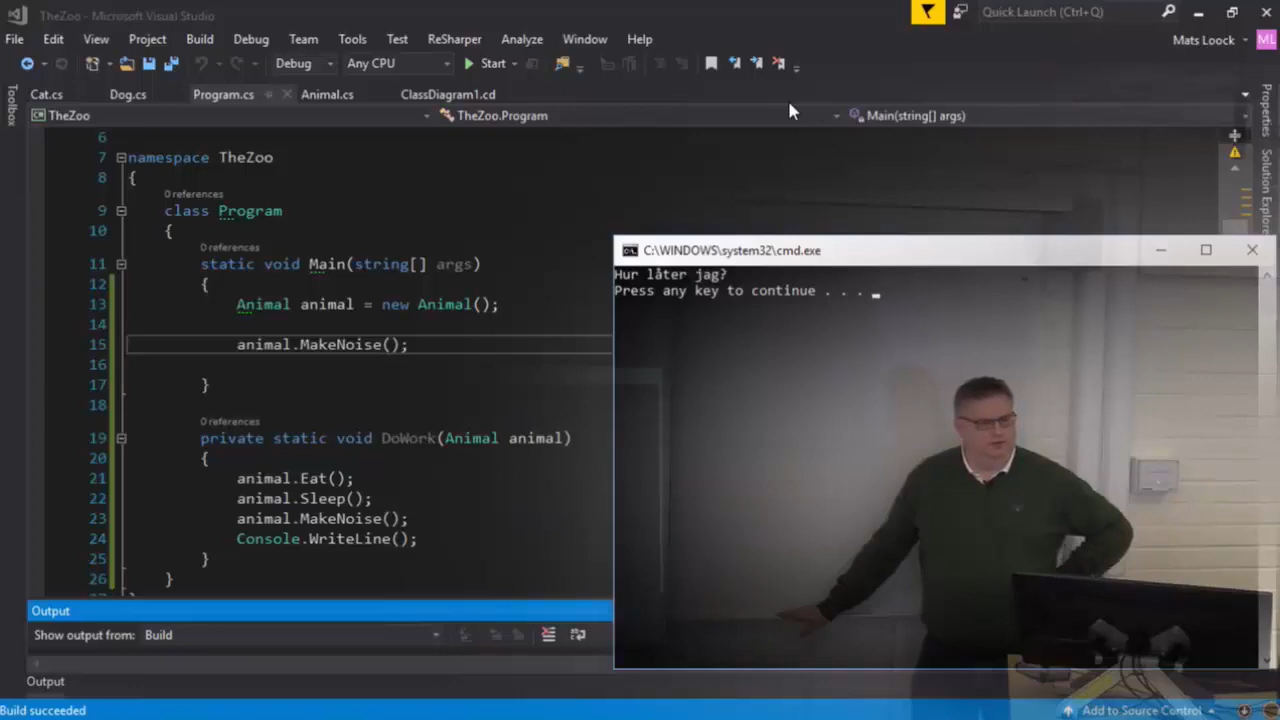 TheZoo - Microsoft Visual Studio
Quick Launch (Ctrl+Q)
File Edit View Project Build Debug Team Tools Test ReSharper Analyze Window Help
Mats Loock ML
Debug Any CPU Start
Cat.cs Dog.cs Program.cs Animal.cs ClassDiagram1.cd
Toolbox
Properties
Solution Explorer
TheZoo TheZoo.Program Main(string[] args)
6
7 namespace TheZoo
8 {
0 references
9 class Program
10 {
0 references
11 static void Main(string[] args)
12 {
13 Animal animal = new Animal();
14
15 animal.MakeNoise();
16
17 }
18
0 references
19 private static void DoWork(Animal animal)
20 {
21 animal.Eat();
22 animal.Sleep();
23 animal.MakeNoise();
24 Console.WriteLine();
25 }
26 }
C:\WINDOWS\system32\cmd.exe
Hur låter jag?
Press any key to continue . . .
Output
Show output from: Build
Output
Build succeeded
Add to Source Control